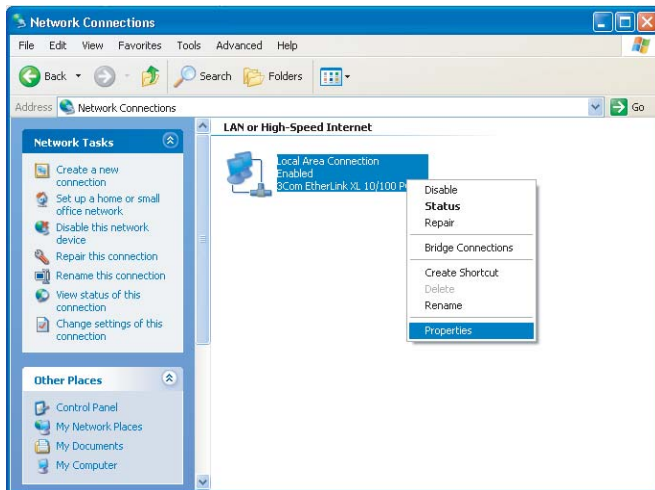 Network Connections
File Edit View Favorites Tools Advanced Help
Back Search Folders
Address Network Connections Go
Network Tasks
Create a new
connection
Set up a home or small
office network
Disable this network
device
Repair this connection
Rename this connection
View status of this
connection
Change settings of this
connection
Other Places
Control Panel
My Network Places
My Documents
My Computer
LAN or High-Speed Internet
Local Area Connection
Enabled
3Com EtherLink XL 10/100
Disable
Status
Repair
Bridge Connections
Create Shortcut
Delete
Rename
Properties